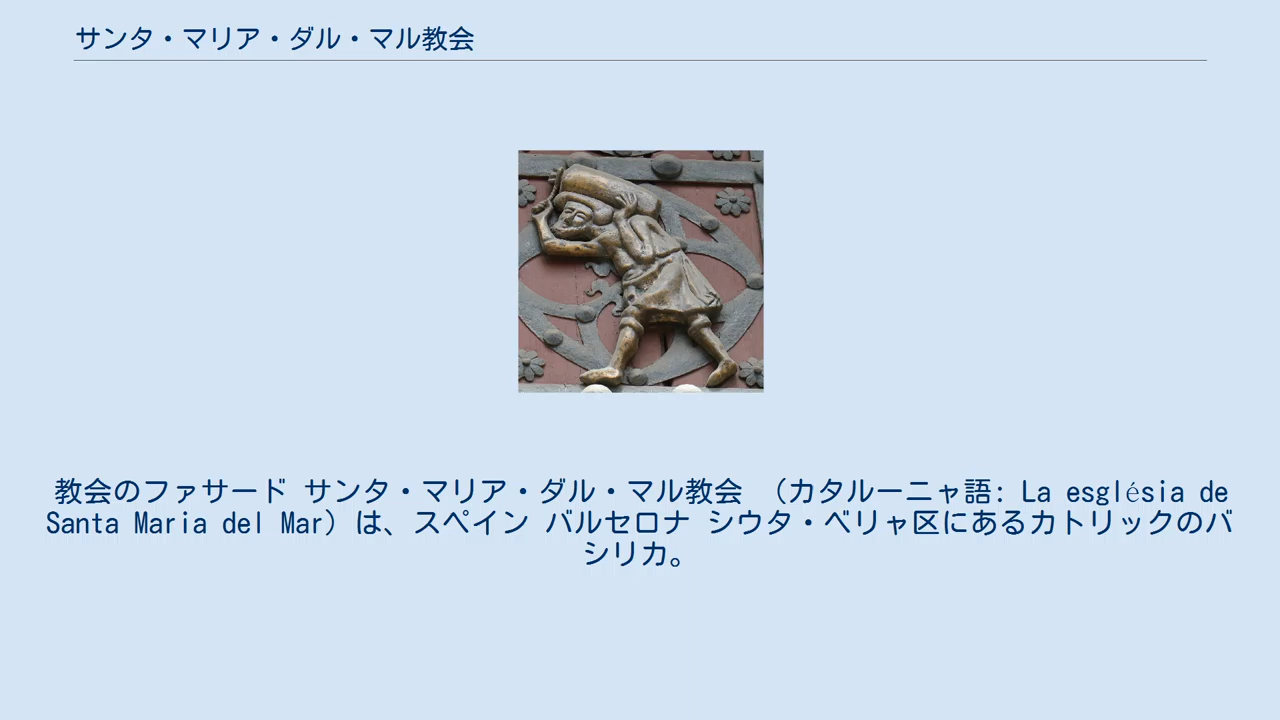 サンタ・マリア・ダル・マル教会
教会のファサード サンタ・マリア・ダル・マル教会 （カタルーニャ語: La església de
Santa Maria del Mar）は、スペイン バルセロナ シウタ・ベリャ区にあるカトリックのバ
シリカ。